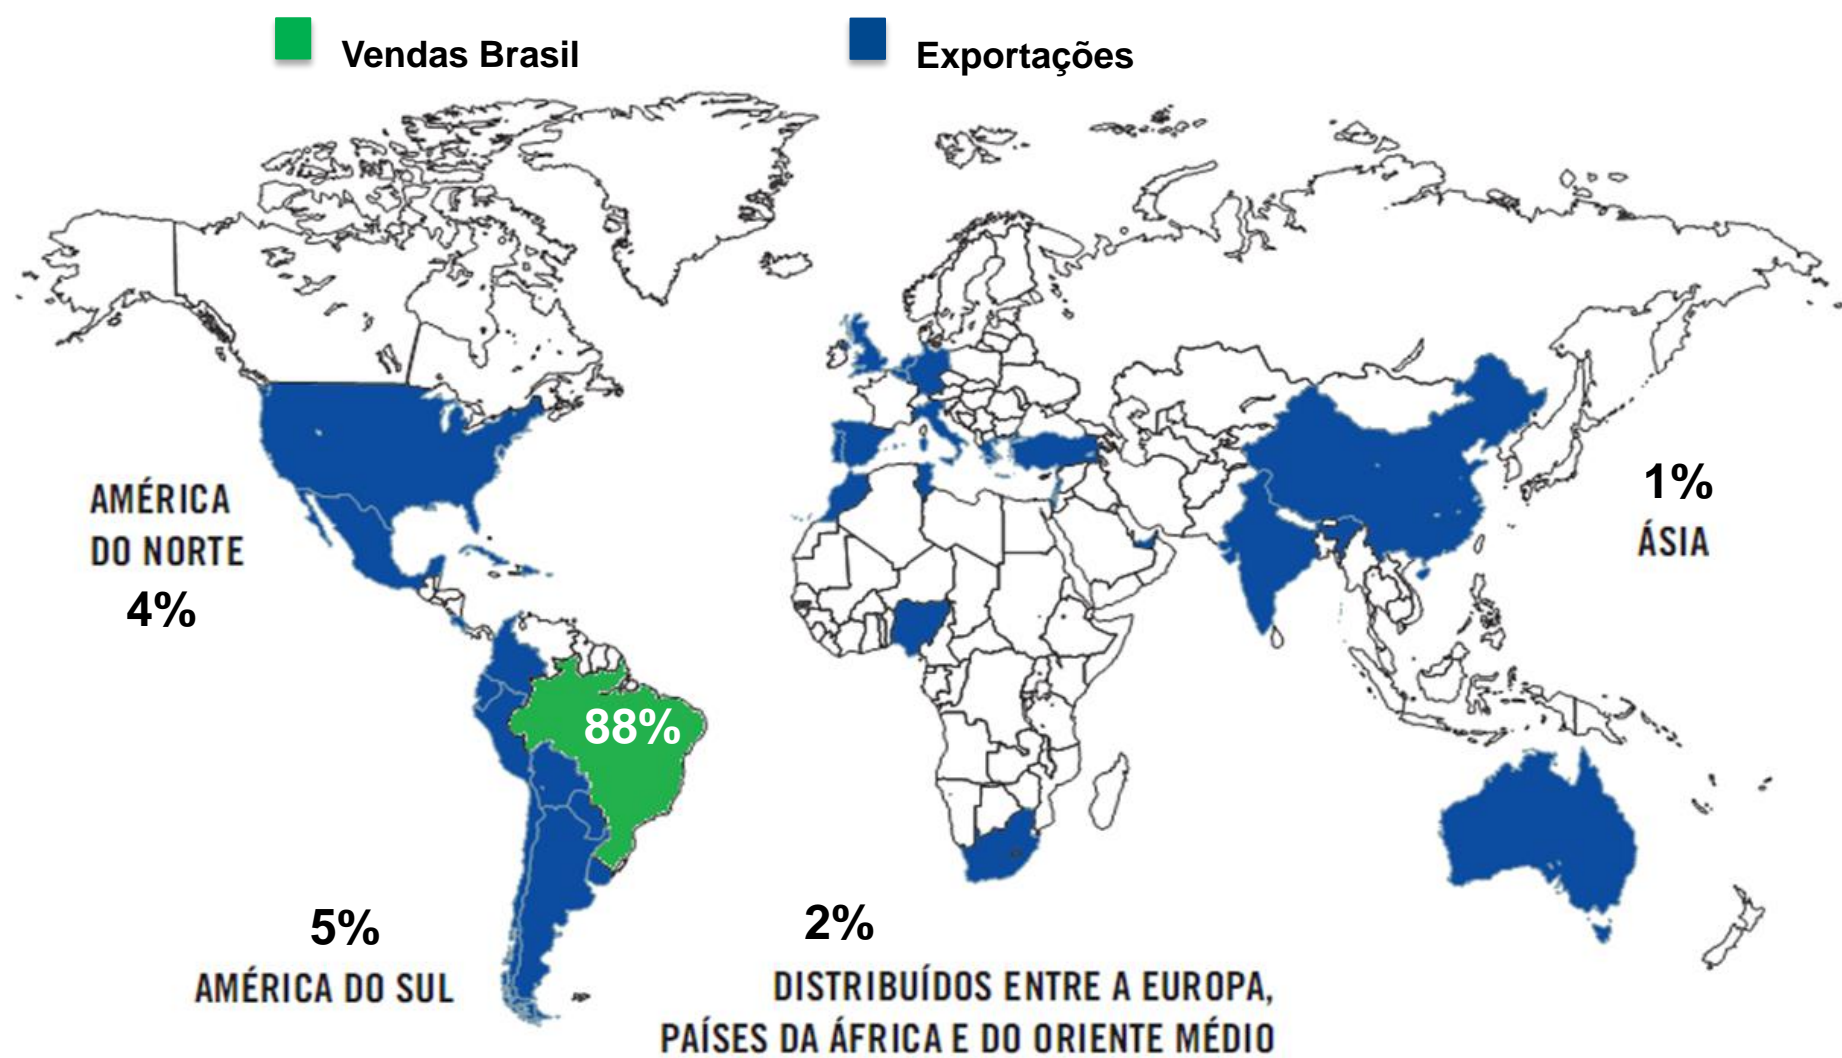 Vendas Brasil
Exportações
AMÉRICA
DO NORTE
4%
1%
ÁSIA
88%
5%
AMÉRICA DO SUL
2%
DISTRIBUÍDOS ENTRE A EUROPA,
PAÍSES DA ÁFRICA E DO ORIENTE MÉDIO